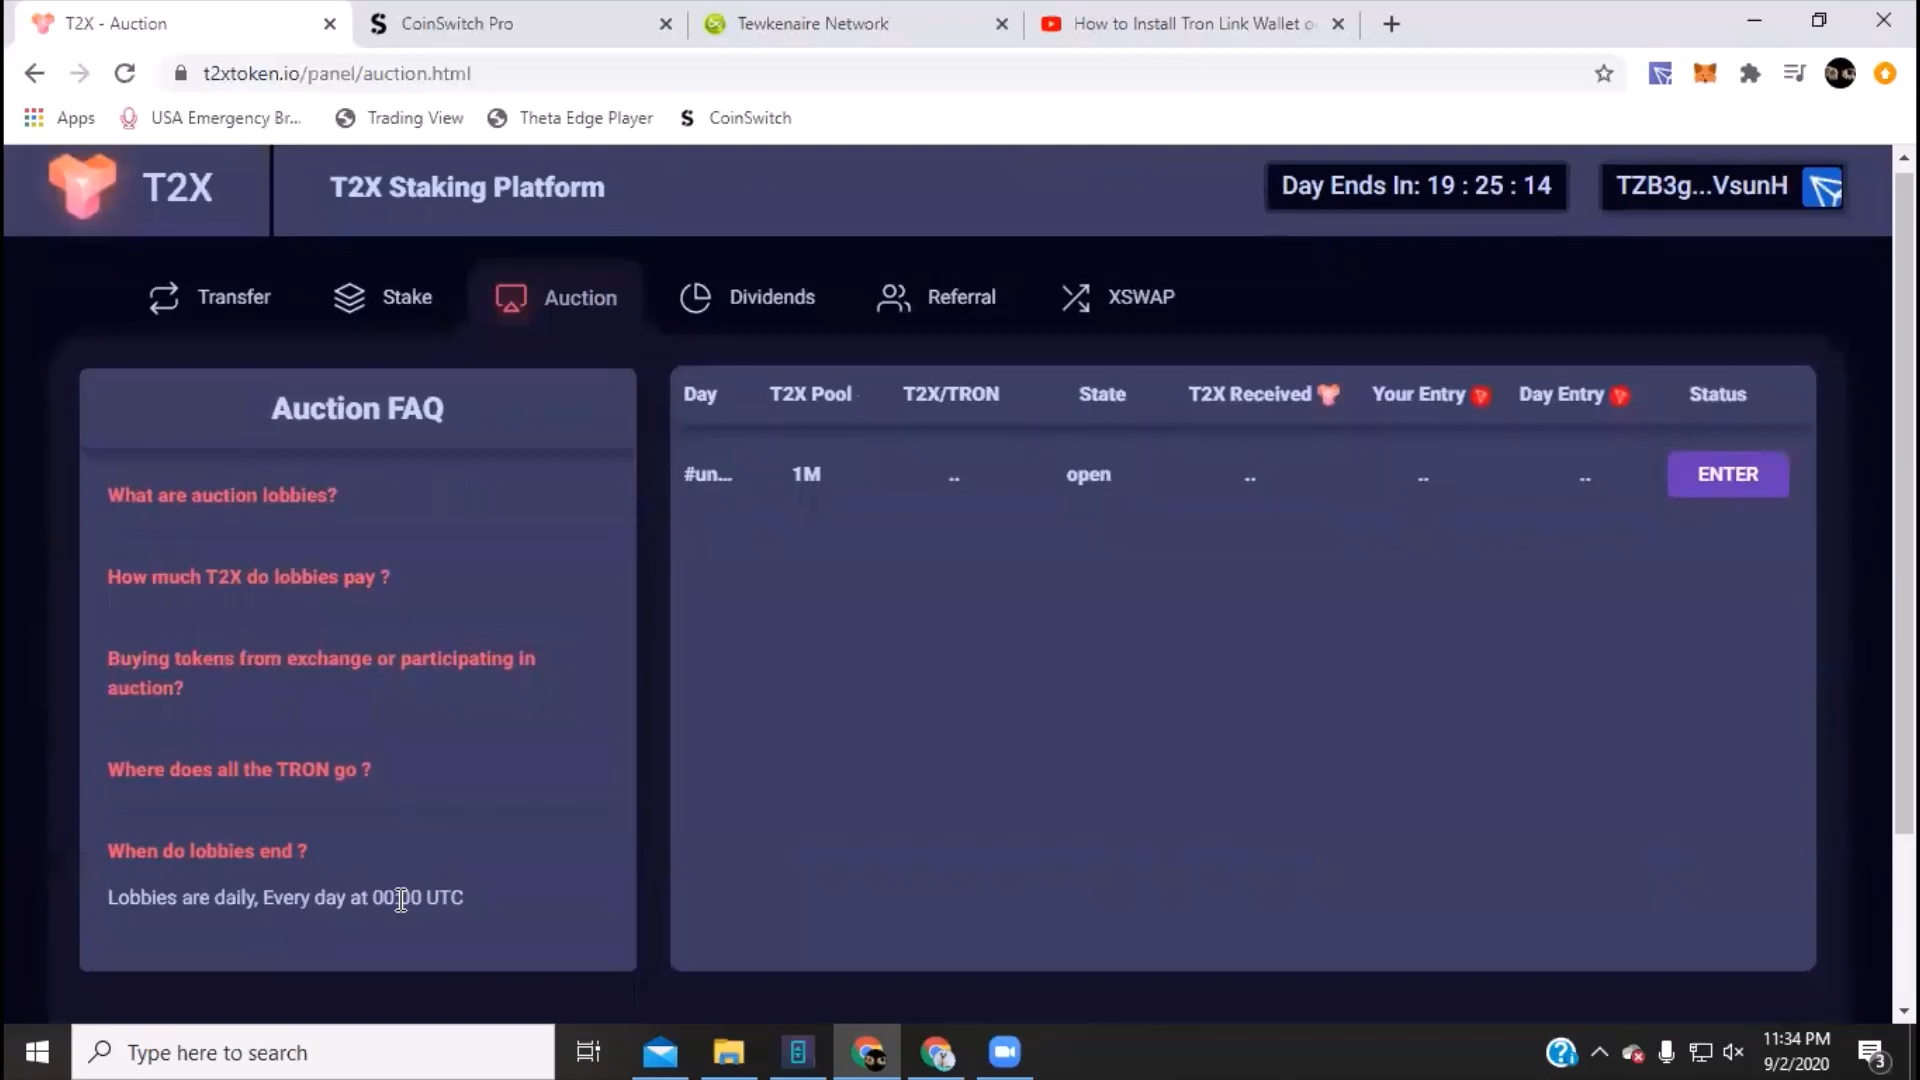 T2X - Auction
CoinSwitch Pro
Tewkenaire Network
How to Install Tron Link Wallet o
t2xtoken.io/panel/auction.html
Apps
USA Emergency Br...
Trading View
Theta Edge Player
CoinSwitch
T2X
T2X Staking Platform
Day Ends In: 19 : 25 : 14
TZB3g...VsunH
Transfer
Stake
Auction
Dividends
Referral
XSWAP
Auction FAQ
What are auction lobbies?
How much T2X do lobbies pay ?
Buying tokens from exchange or participating in
auction?
Where does all the TRON go ?
When do lobbies end ?
Lobbies are daily, Every day at 00:00 UTC
Day T2X Pool T2X/TRON State T2X Received Your Entry Day Entry Status
#un... 1M .. open .. .. .. ENTER
Type here to search
11:34 PM
9/2/2020
3